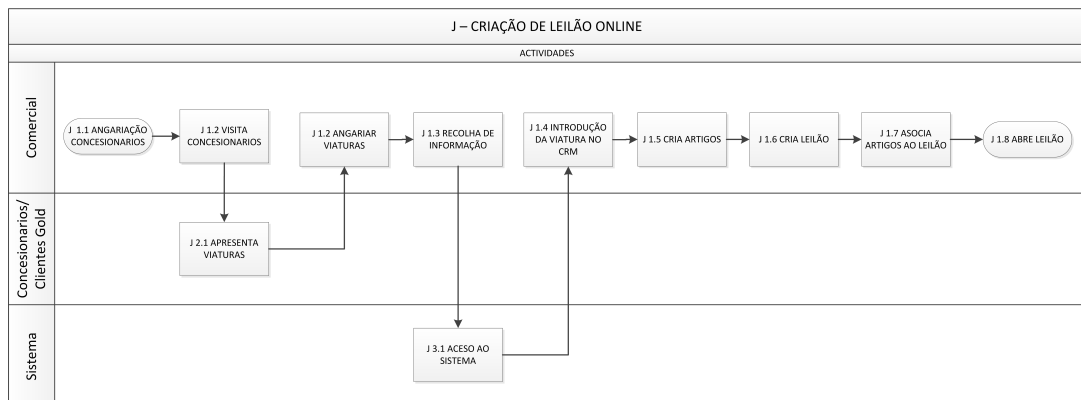 J – CRIAÇÃO DE LEILÃO ONLINE
ACTIVIDADES
Comercial
J 1.1 ANGARIAÇÃO
CONCESIONARIOS
J 1.2 VISITA
CONCESIONARIOS
J 1.2 ANGARIAR
VIATURAS
J 1.3 RECOLHA DE
INFORMAÇÃO
J 1.4 INTRODUÇÃO
DA VIATURA NO
CRM
J 1.5 CRIA ARTIGOS
J 1.6 CRIA LEILÃO
J 1.7 ASOCIA
ARTIGOS AO LEILÃO
J 1.8 ABRE LEILÃO
Concesionarios/
Clientes Gold
J 2.1 APRESENTA
VIATURAS
Sistema
J 3.1 ACESO AO
SISTEMA